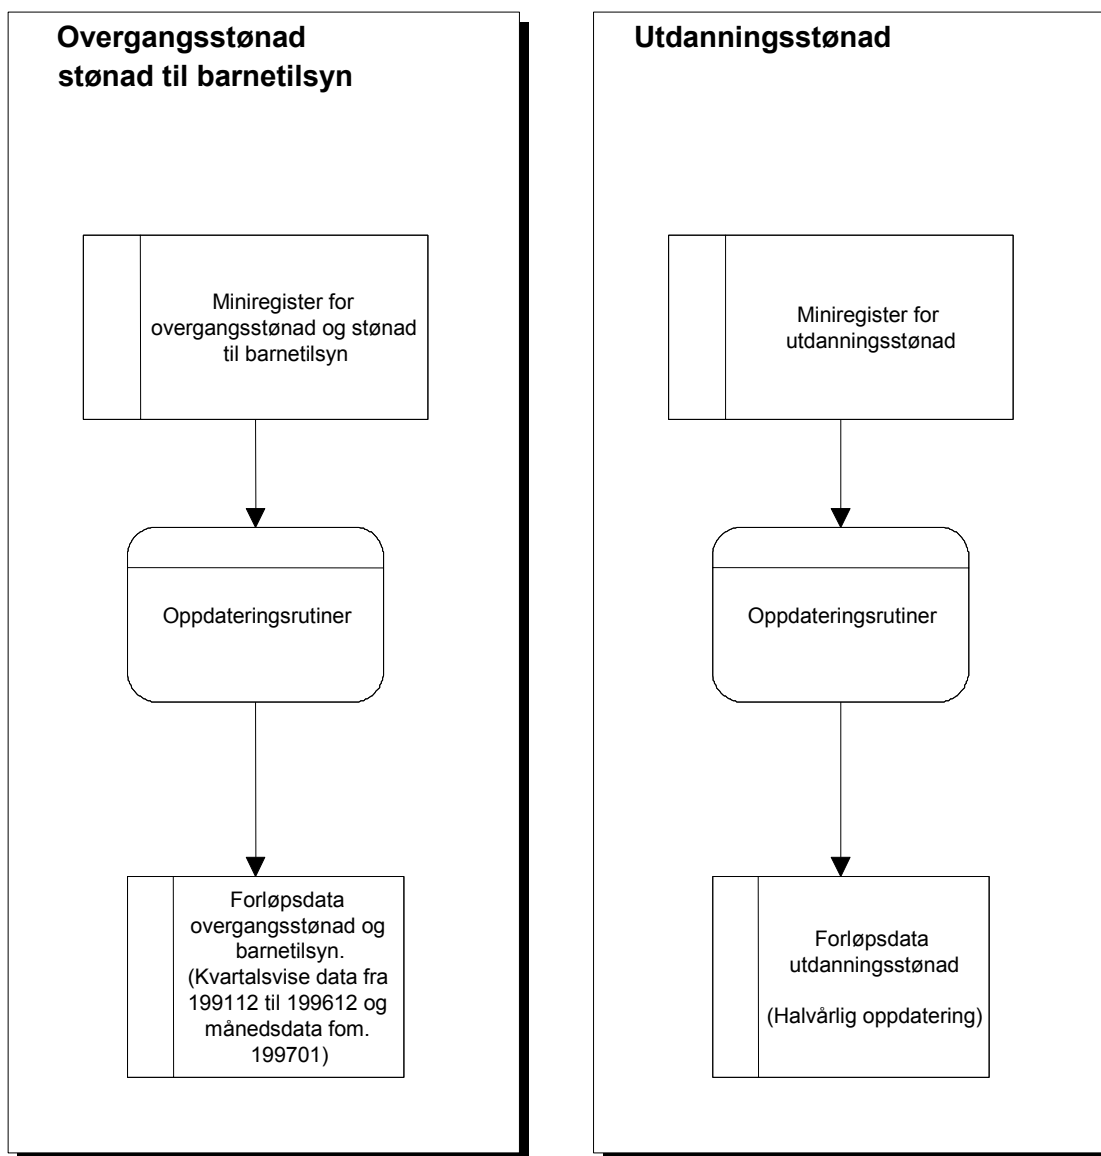 Overgangsstønad
stønad til barnetilsyn
Miniregister for
overgangsstønad og stønad
til barnetilsyn
Oppdateringsrutiner
Forløpsdata
overgangsstønad og
barnetilsyn.
(Kvartalsvise data fra
199112 til 199612 og
månedsdata fom.
199701)
Utdanningsstønad
Miniregister for
utdanningsstønad
Oppdateringsrutiner
Forløpsdata
utdanningsstønad
(Halvårlig oppdatering)